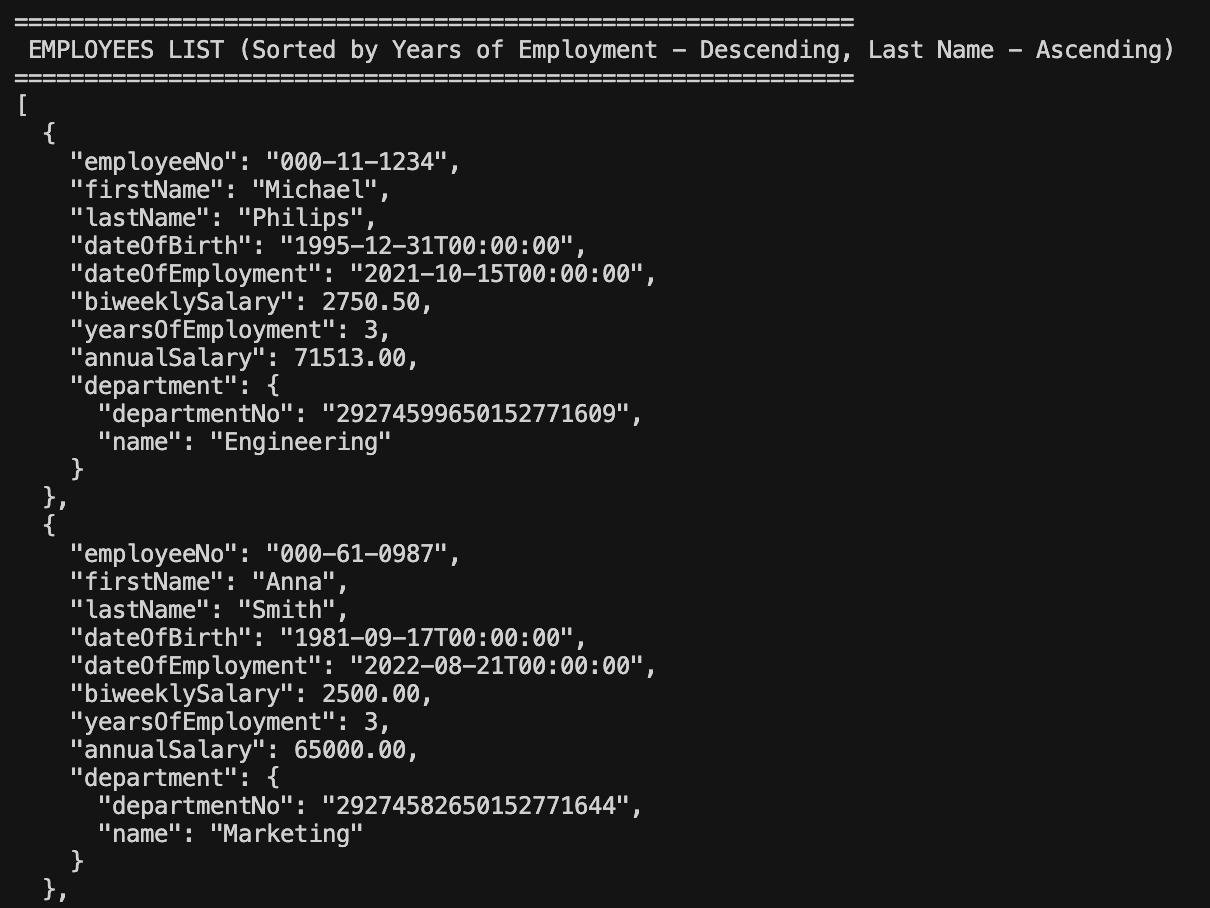 ============================================================
 EMPLOYEES LIST (Sorted by Years of Employment - Descending, Last Name - Ascending)
============================================================
[
  {
    "employeeNo": "000-11-1234",
    "firstName": "Michael",
    "lastName": "Philips",
    "dateOfBirth": "1995-12-31T00:00:00",
    "dateOfEmployment": "2021-10-15T00:00:00",
    "biweeklySalary": 2750.50,
    "yearsOfEmployment": 3,
    "annualSalary": 71513.00,
    "department": {
      "departmentNo": "29274599650152771609",
      "name": "Engineering"
    }
  },
  {
    "employeeNo": "000-61-0987",
    "firstName": "Anna",
    "lastName": "Smith",
    "dateOfBirth": "1981-09-17T00:00:00",
    "dateOfEmployment": "2022-08-21T00:00:00",
    "biweeklySalary": 2500.00,
    "yearsOfEmployment": 3,
    "annualSalary": 65000.00,
    "department": {
      "departmentNo": "29274582650152771644",
      "name": "Marketing"
    }
  },